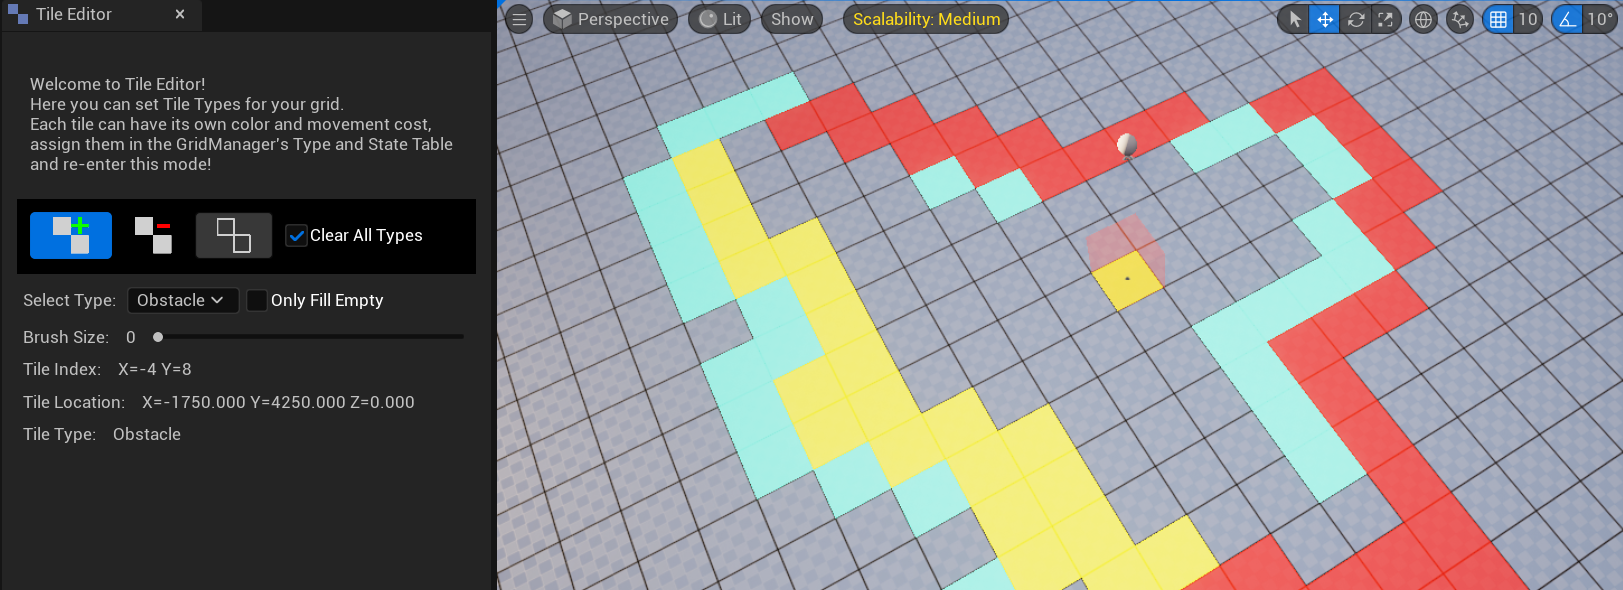 Tile Editor
Perspective
Lit
Show
Scalability: Medium
10
10°
Welcome to Tile Editor!
Here you can set Tile Types for your grid.
Each tile can have its own color and movement cost,
assign them in the GridManager's Type and State Table
and re-enter this mode!
Clear All Types
Select Type: Obstacle Only Fill Empty
Brush Size: 0
Tile Index: X=-4 Y=8
Tile Location: X=-1750.000 Y=4250.000 Z=0.000
Tile Type: Obstacle